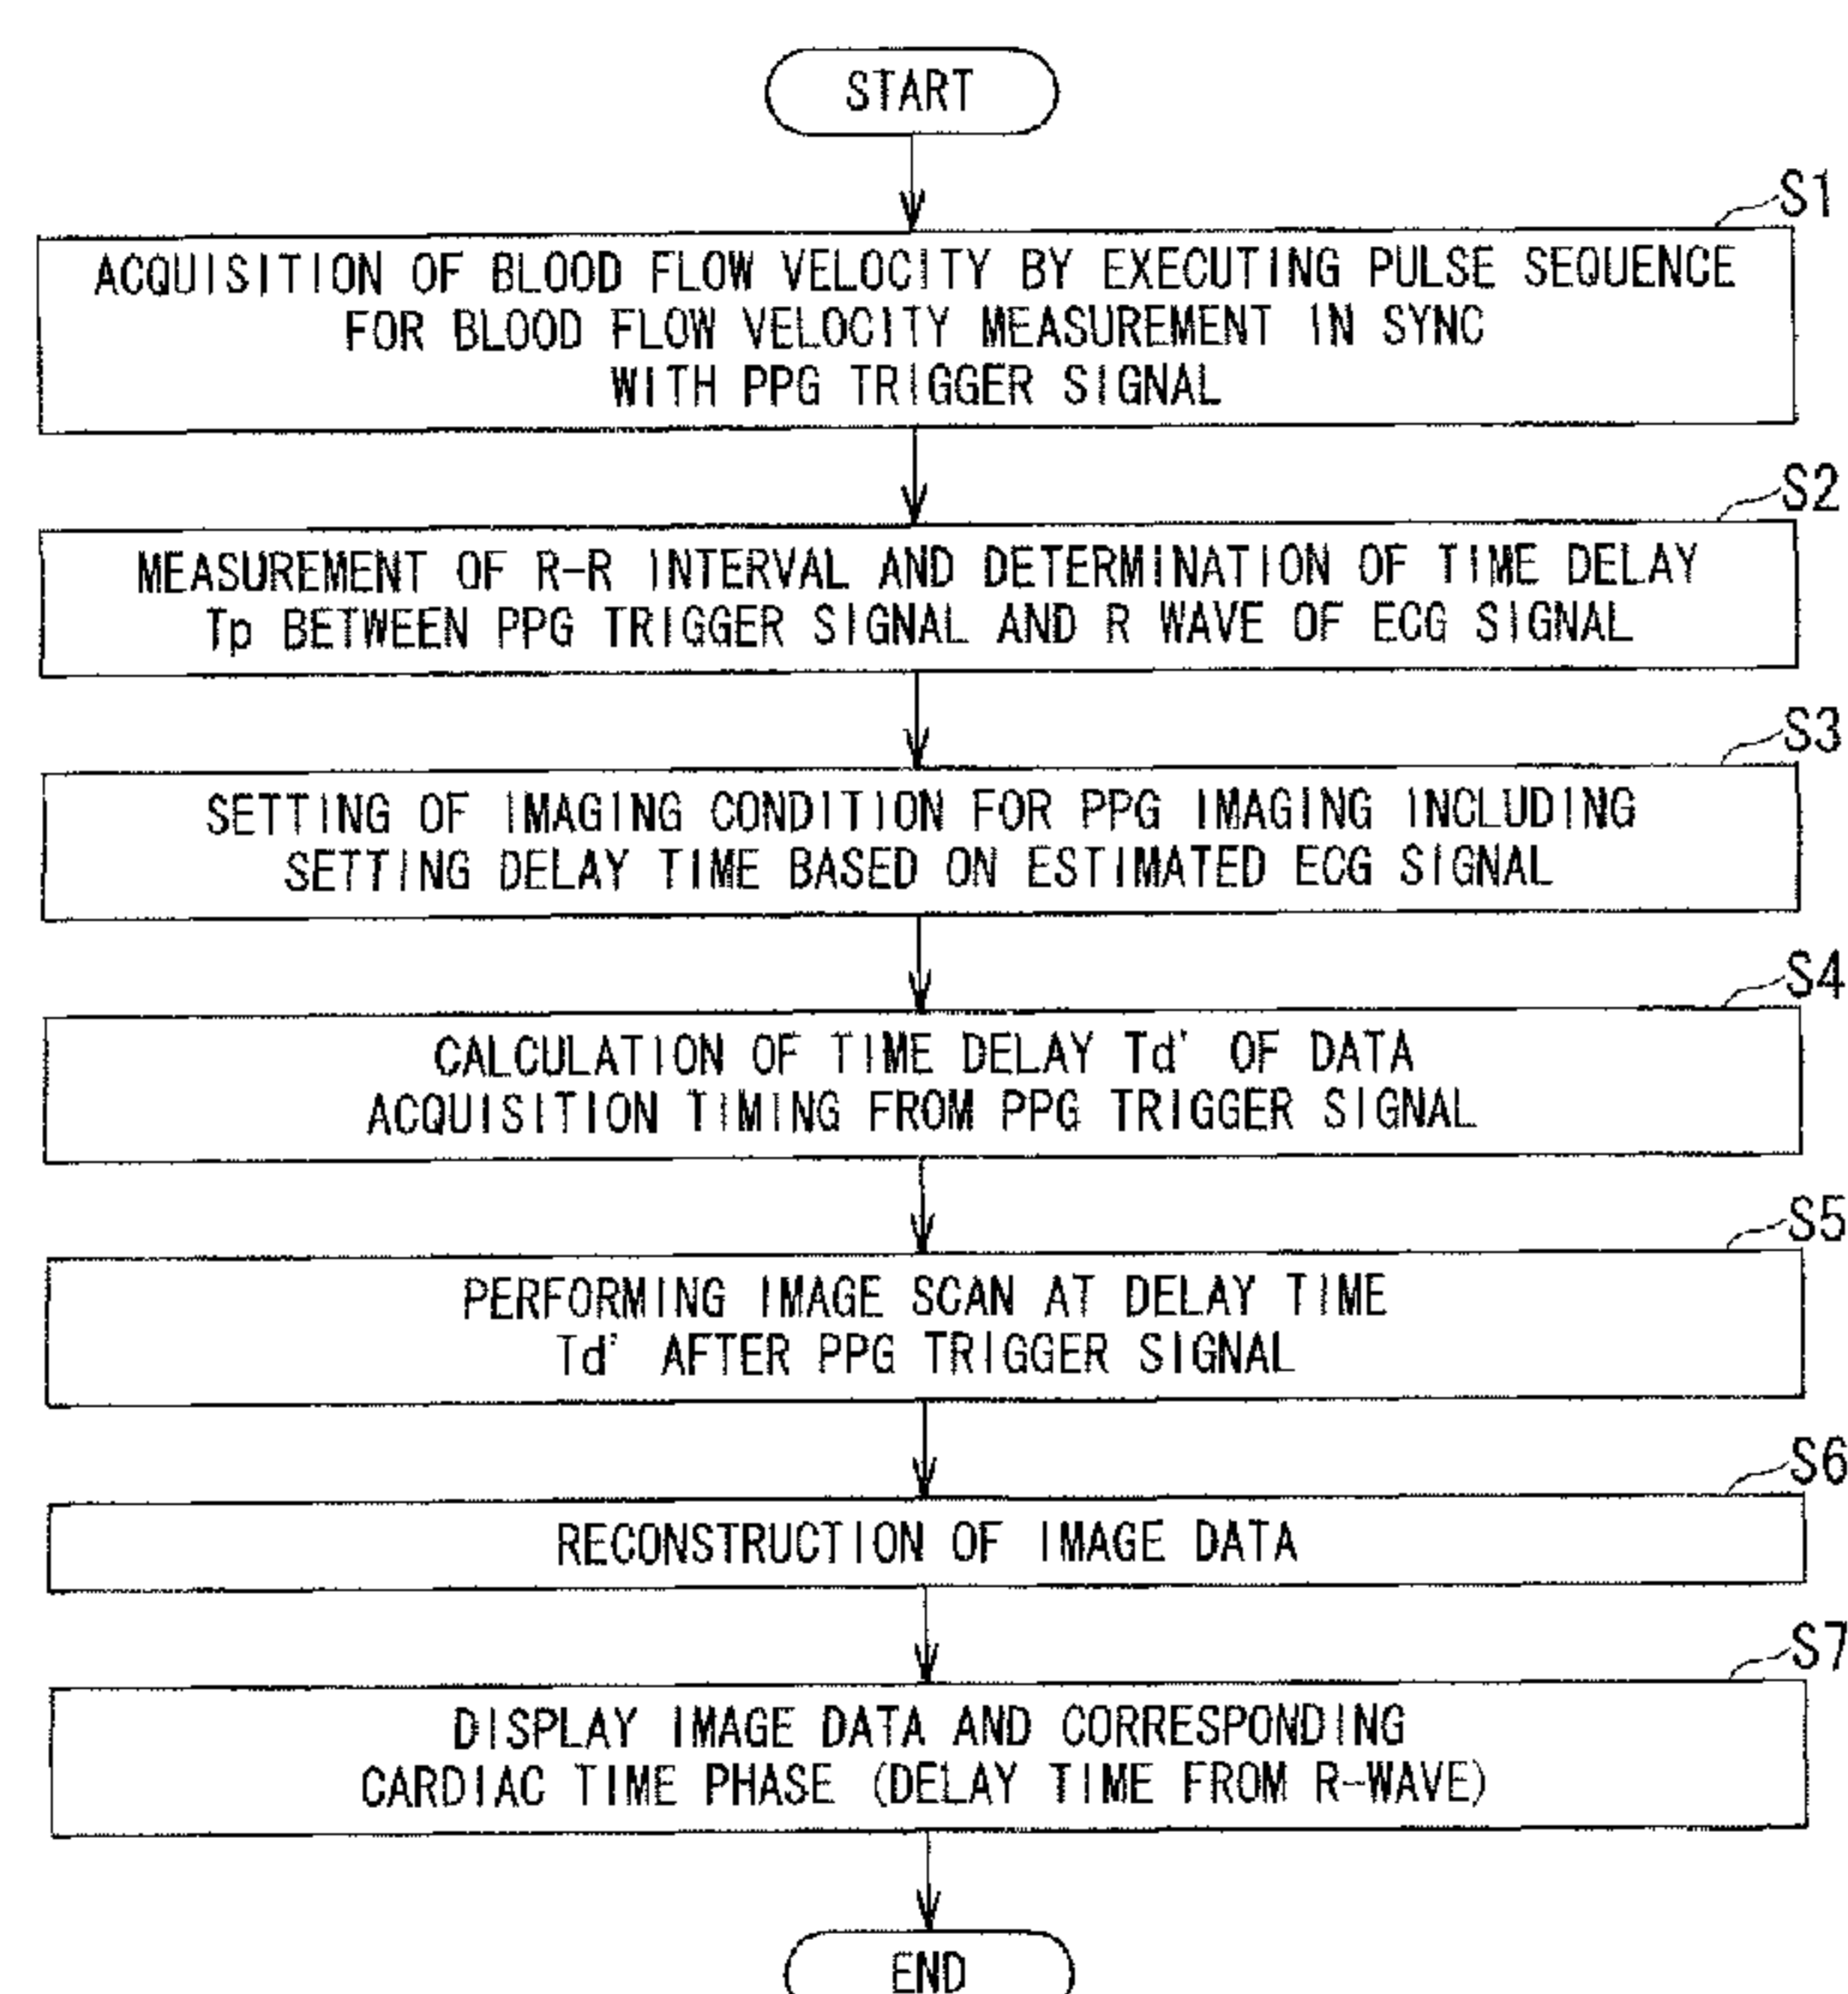 START
S1
ACQUISITION OF BLOOD FLOW VELOCITY BY EXECUTING PULSE SEQUENCE
FOR BLOOD FLOW VELOCITY MEASUREMENT IN SYNC
WITH PPG TRIGGER SIGNAL
S2
MEASUREMENT OF R-R INTERVAL AND DETERMINATION OF TIME DELAY
Tp BETWEEN PPG TRIGGER SIGNAL AND R WAVE OF ECG SIGNAL
S3
SETTING OF IMAGING CONDITION FOR PPG IMAGING INCLUDING
SETTING DELAY TIME BASED ON ESTIMATED ECG SIGNAL
S4
CALCULATION OF TIME DELAY Td' OF DATA
ACQUISITION TIMING FROM PPG TRIGGER SIGNAL
S5
PERFORMING IMAGE SCAN AT DELAY TIME
Td' AFTER PPG TRIGGER SIGNAL
S6
RECONSTRUCTION OF IMAGE DATA
S7
DISPLAY IMAGE DATA AND CORRESPONDING
CARDIAC TIME PHASE (DELAY TIME FROM R-WAVE)
END